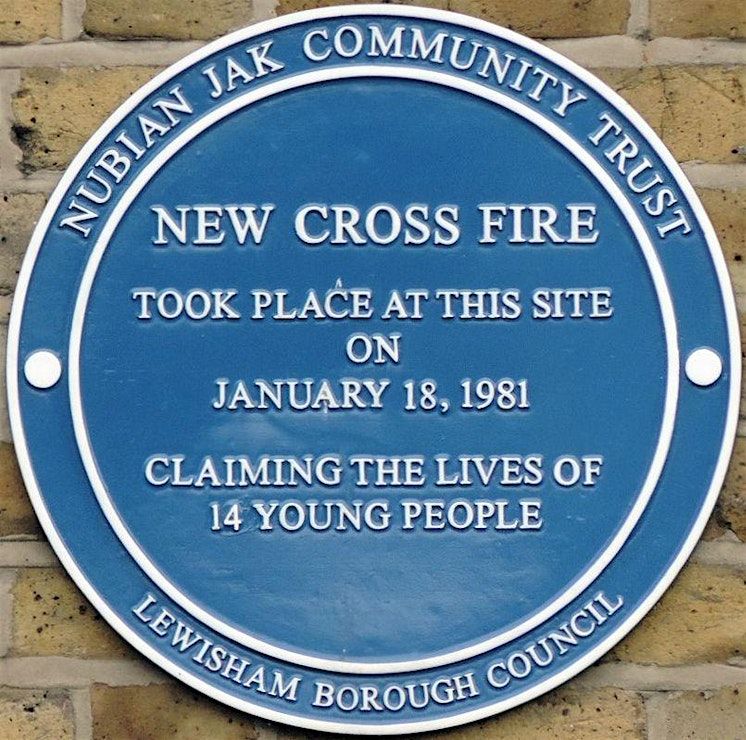 NUBIAN JAK COMMUNITY TRUST
NEW CROSS FIRE
TOOK PLACE AT THIS SITE
ON
JANUARY 18, 1981
CLAIMING THE LIVES OF
14 YOUNG PEOPLE
LEWISHAM BOROUGH COUNCIL